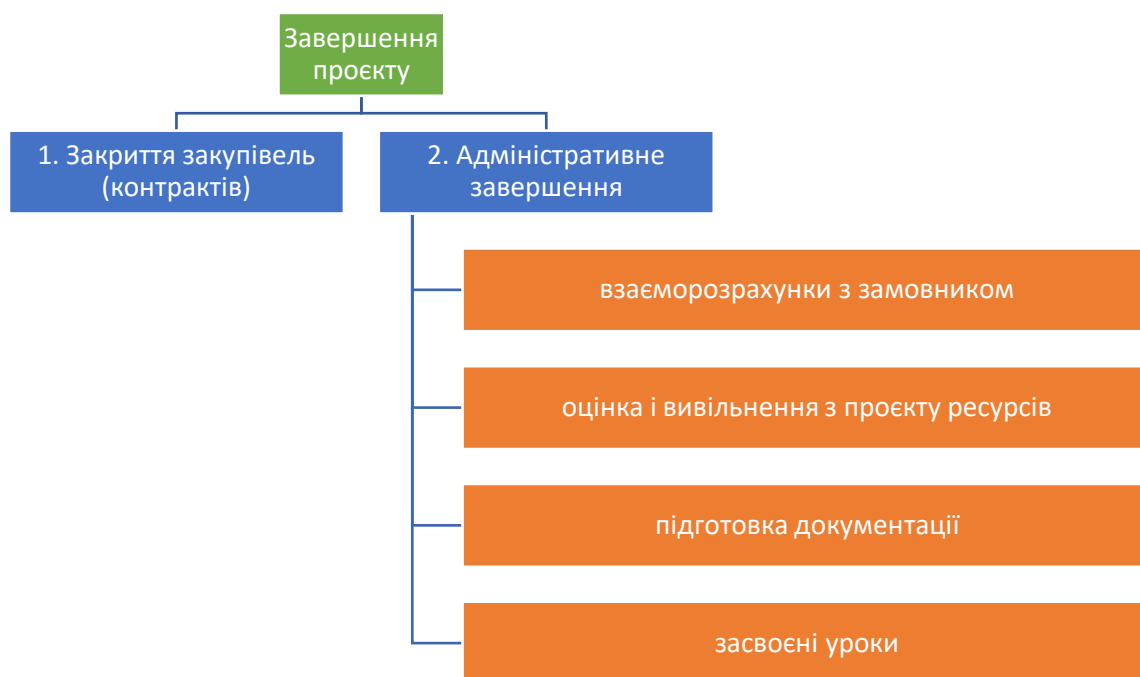 Завершення
проєкту
1. Закриття закупівель
(контрактів)
2. Адміністративне
завершення
взаєморозрахунки з замовником
оцінка і вивільнення з проєкту ресурсів
підготовка документації
засвоєні уроки